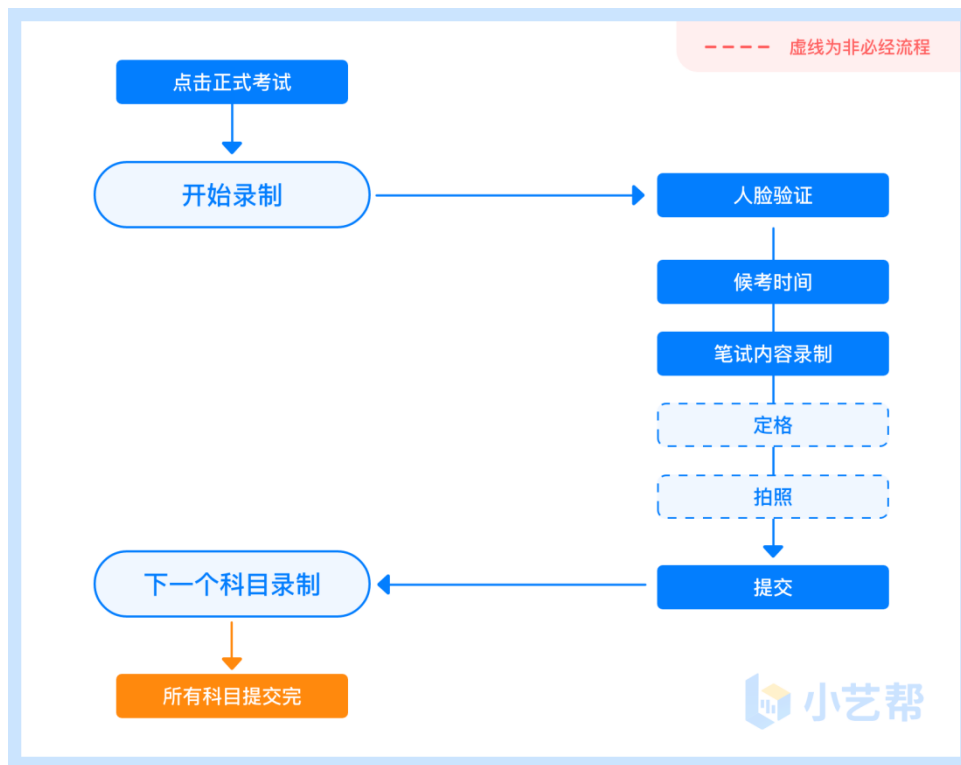 虚线为非必经流程
点击正式考试
开始录制
人脸验证
候考时间
笔试内容录制
定格
拍照
提交
下一个科目录制
所有科目提交完
小艺帮